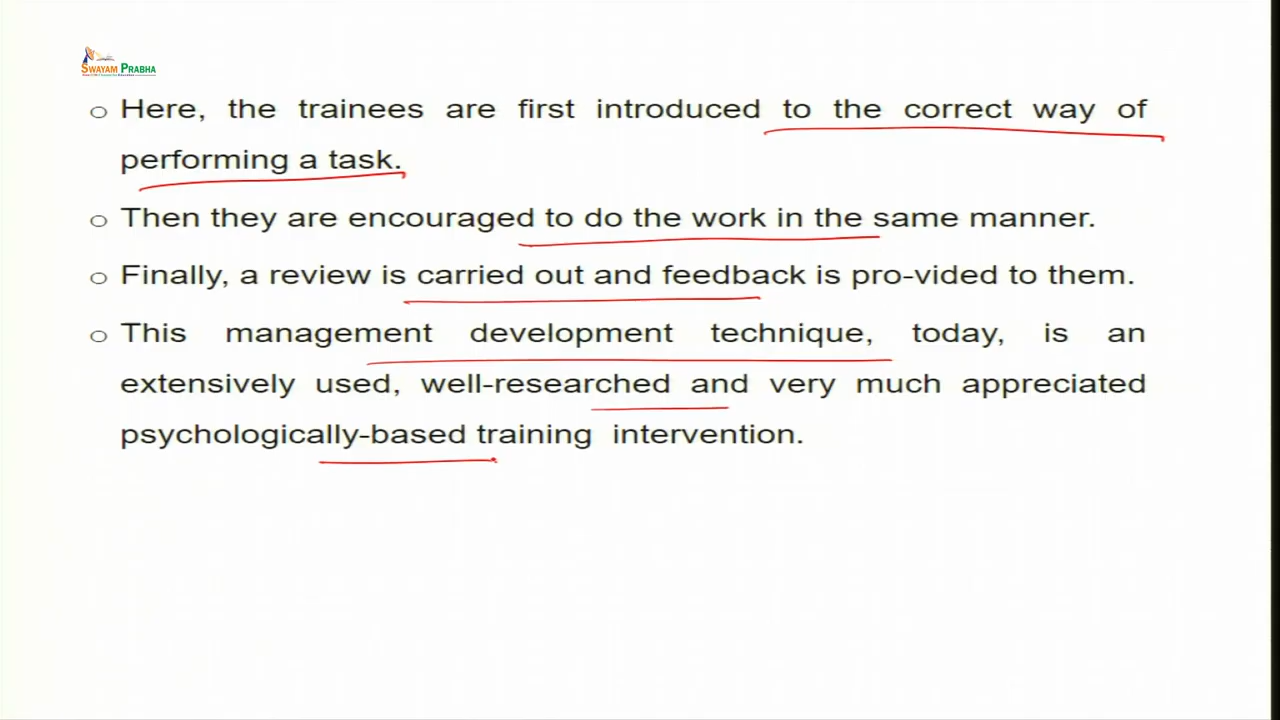 SWAYAM PRABHA
Here, the trainees are first introduced to the correct way of
performing a task.
Then they are encouraged to do the work in the same manner.
Finally, a review is carried out and feedback is pro-vided to them.
This management development technique, today, is an
extensively used, well-researched and very much appreciated
psychologically-based training intervention.